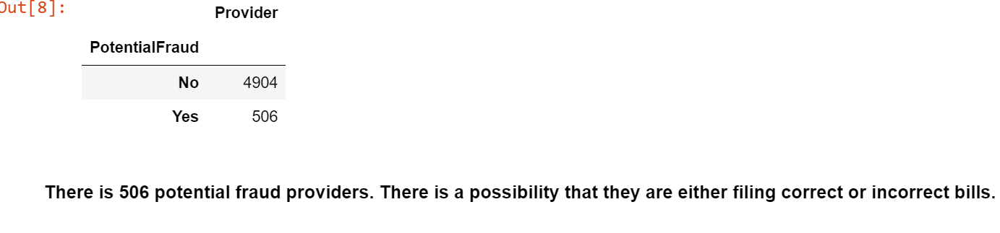 Out[8]:
Provider
PotentialFraud
No 4904
Yes 506
There is 506 potential fraud providers. There is a possibility that they are either filing correct or incorrect bills.